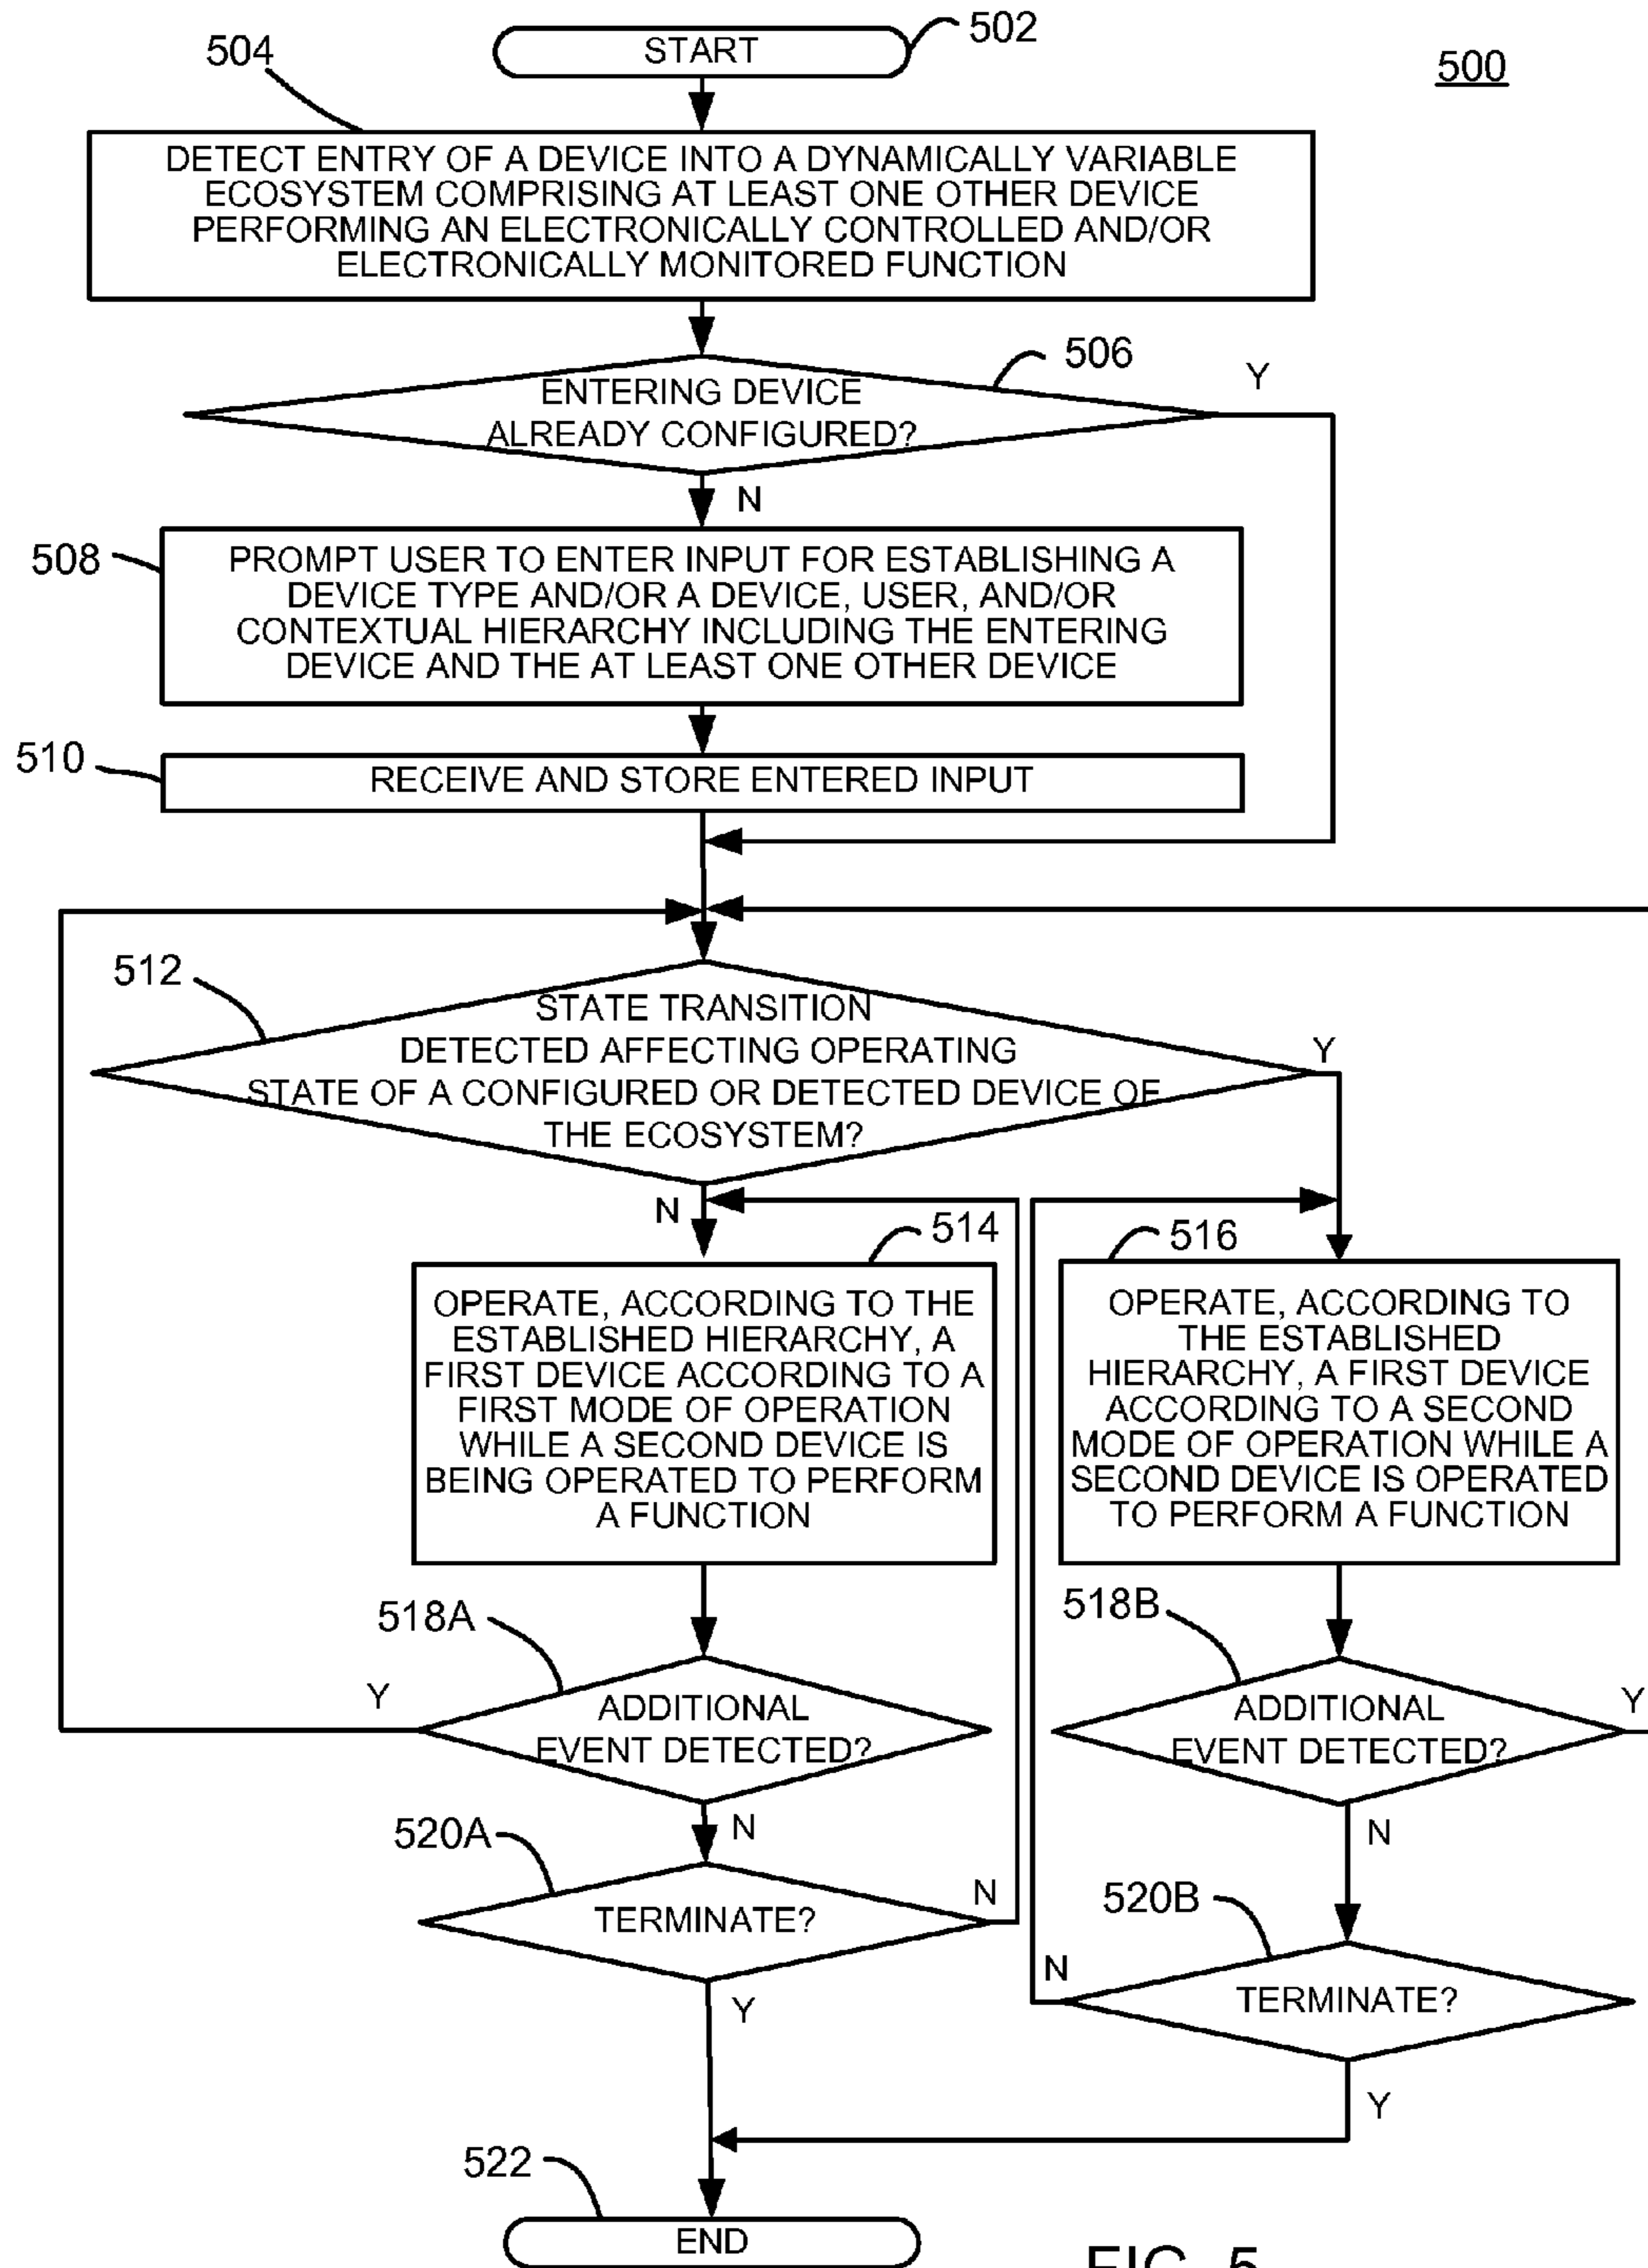 START
502
504
500
DETECT ENTRY OF A DEVICE INTO A DYNAMICALLY VARIABLE
ECOSYSTEM COMPRISING AT LEAST ONE OTHER DEVICE
PERFORMING AN ELECTRONICALLY CONTROLLED AND/OR
ELECTRONICALLY MONITORED FUNCTION
506
Y
ENTERING DEVICE
ALREADY CONFIGURED?
N
508
PROMPT USER TO ENTER INPUT FOR ESTABLISHING A
DEVICE TYPE AND/OR A DEVICE, USER, AND/OR
CONTEXTUAL HIERARCHY INCLUDING THE ENTERING
DEVICE AND THE AT LEAST ONE OTHER DEVICE
510
RECEIVE AND STORE ENTERED INPUT
512
STATE TRANSITION
DETECTED AFFECTING OPERATING
STATE OF A CONFIGURED OR DETECTED DEVICE OF
THE ECOSYSTEM?
Y
N
514
OPERATE, ACCORDING TO THE
ESTABLISHED HIERARCHY, A
FIRST DEVICE ACCORDING TO A
FIRST MODE OF OPERATION
WHILE A SECOND DEVICE IS
BEING OPERATED TO PERFORM
A FUNCTION
516
OPERATE, ACCORDING TO
THE ESTABLISHED
HIERARCHY, A FIRST DEVICE
ACCORDING TO A SECOND
MODE OF OPERATION WHILE A
SECOND DEVICE IS OPERATED
TO PERFORM A FUNCTION
518A
Y
ADDITIONAL
EVENT DETECTED?
N
518B
Y
ADDITIONAL
EVENT DETECTED?
N
520A
N
TERMINATE?
Y
520B
N
TERMINATE?
Y
522
END
FIG. 5